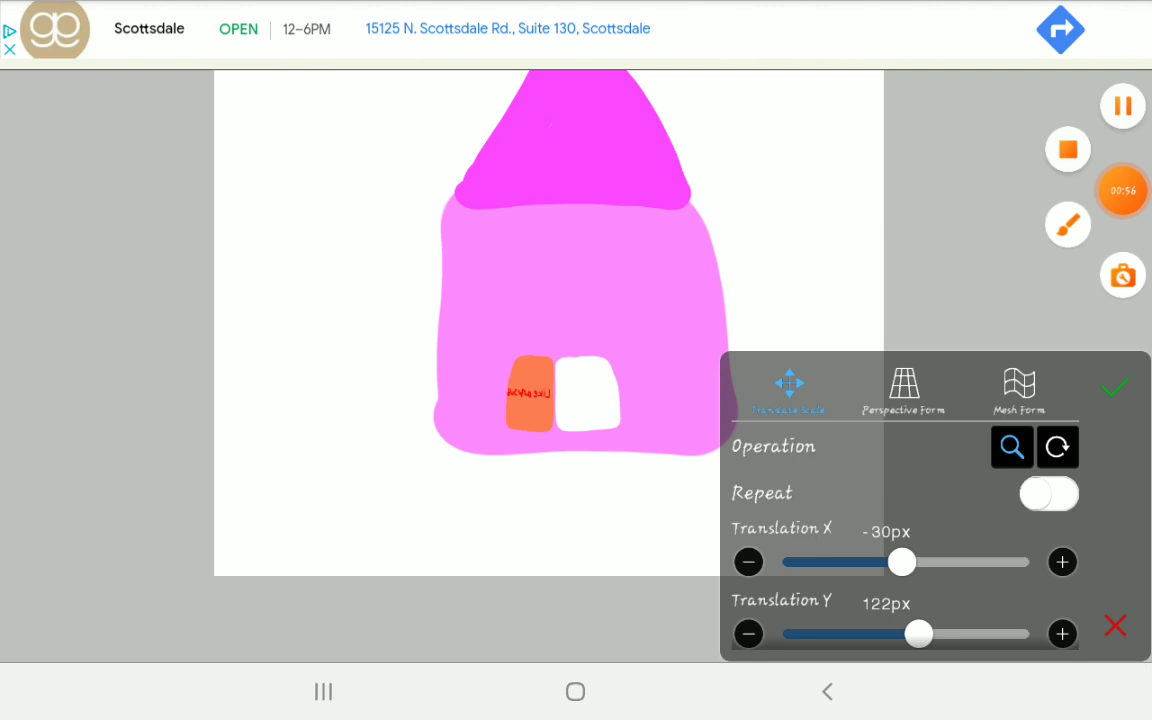 Scottsdale OPEN 12–6PM 15125 N. Scottsdale Rd., Suite 130, Scottsdale
00:56
Translate Scale Perspective Form Mesh Form
Operation
Repeat
Translation X -30px
Translation Y 122px